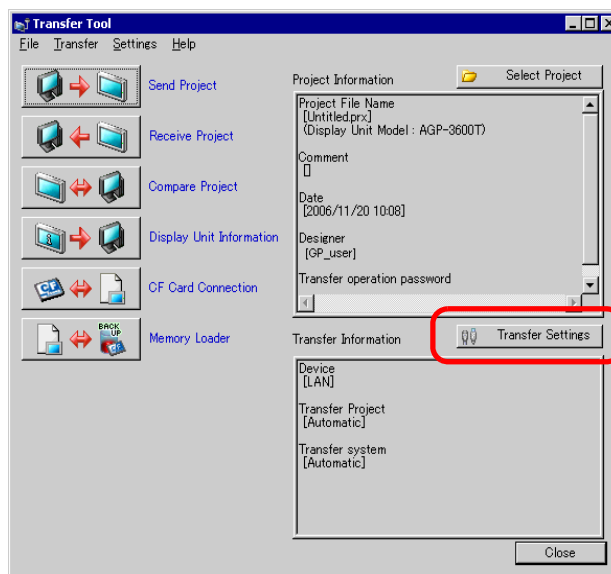 Transfer Tool
File Transfer Settings Help
Send Project
Receive Project
Compare Project
Display Unit Information
CF Card Connection
BACK
UP
CF
Memory Loader
Project Information
Select Project
Project File Name
[Untitled.prx]
(Display Unit Model : AGP-3600T)
Comment
[]
Date
[2006/11/20 10:08]
Designer
[GP_user]
Transfer operation password
Transfer Information
Transfer Settings
Device
[LAN]
Transfer Project
[Automatic]
Transfer system
[Automatic]
Close